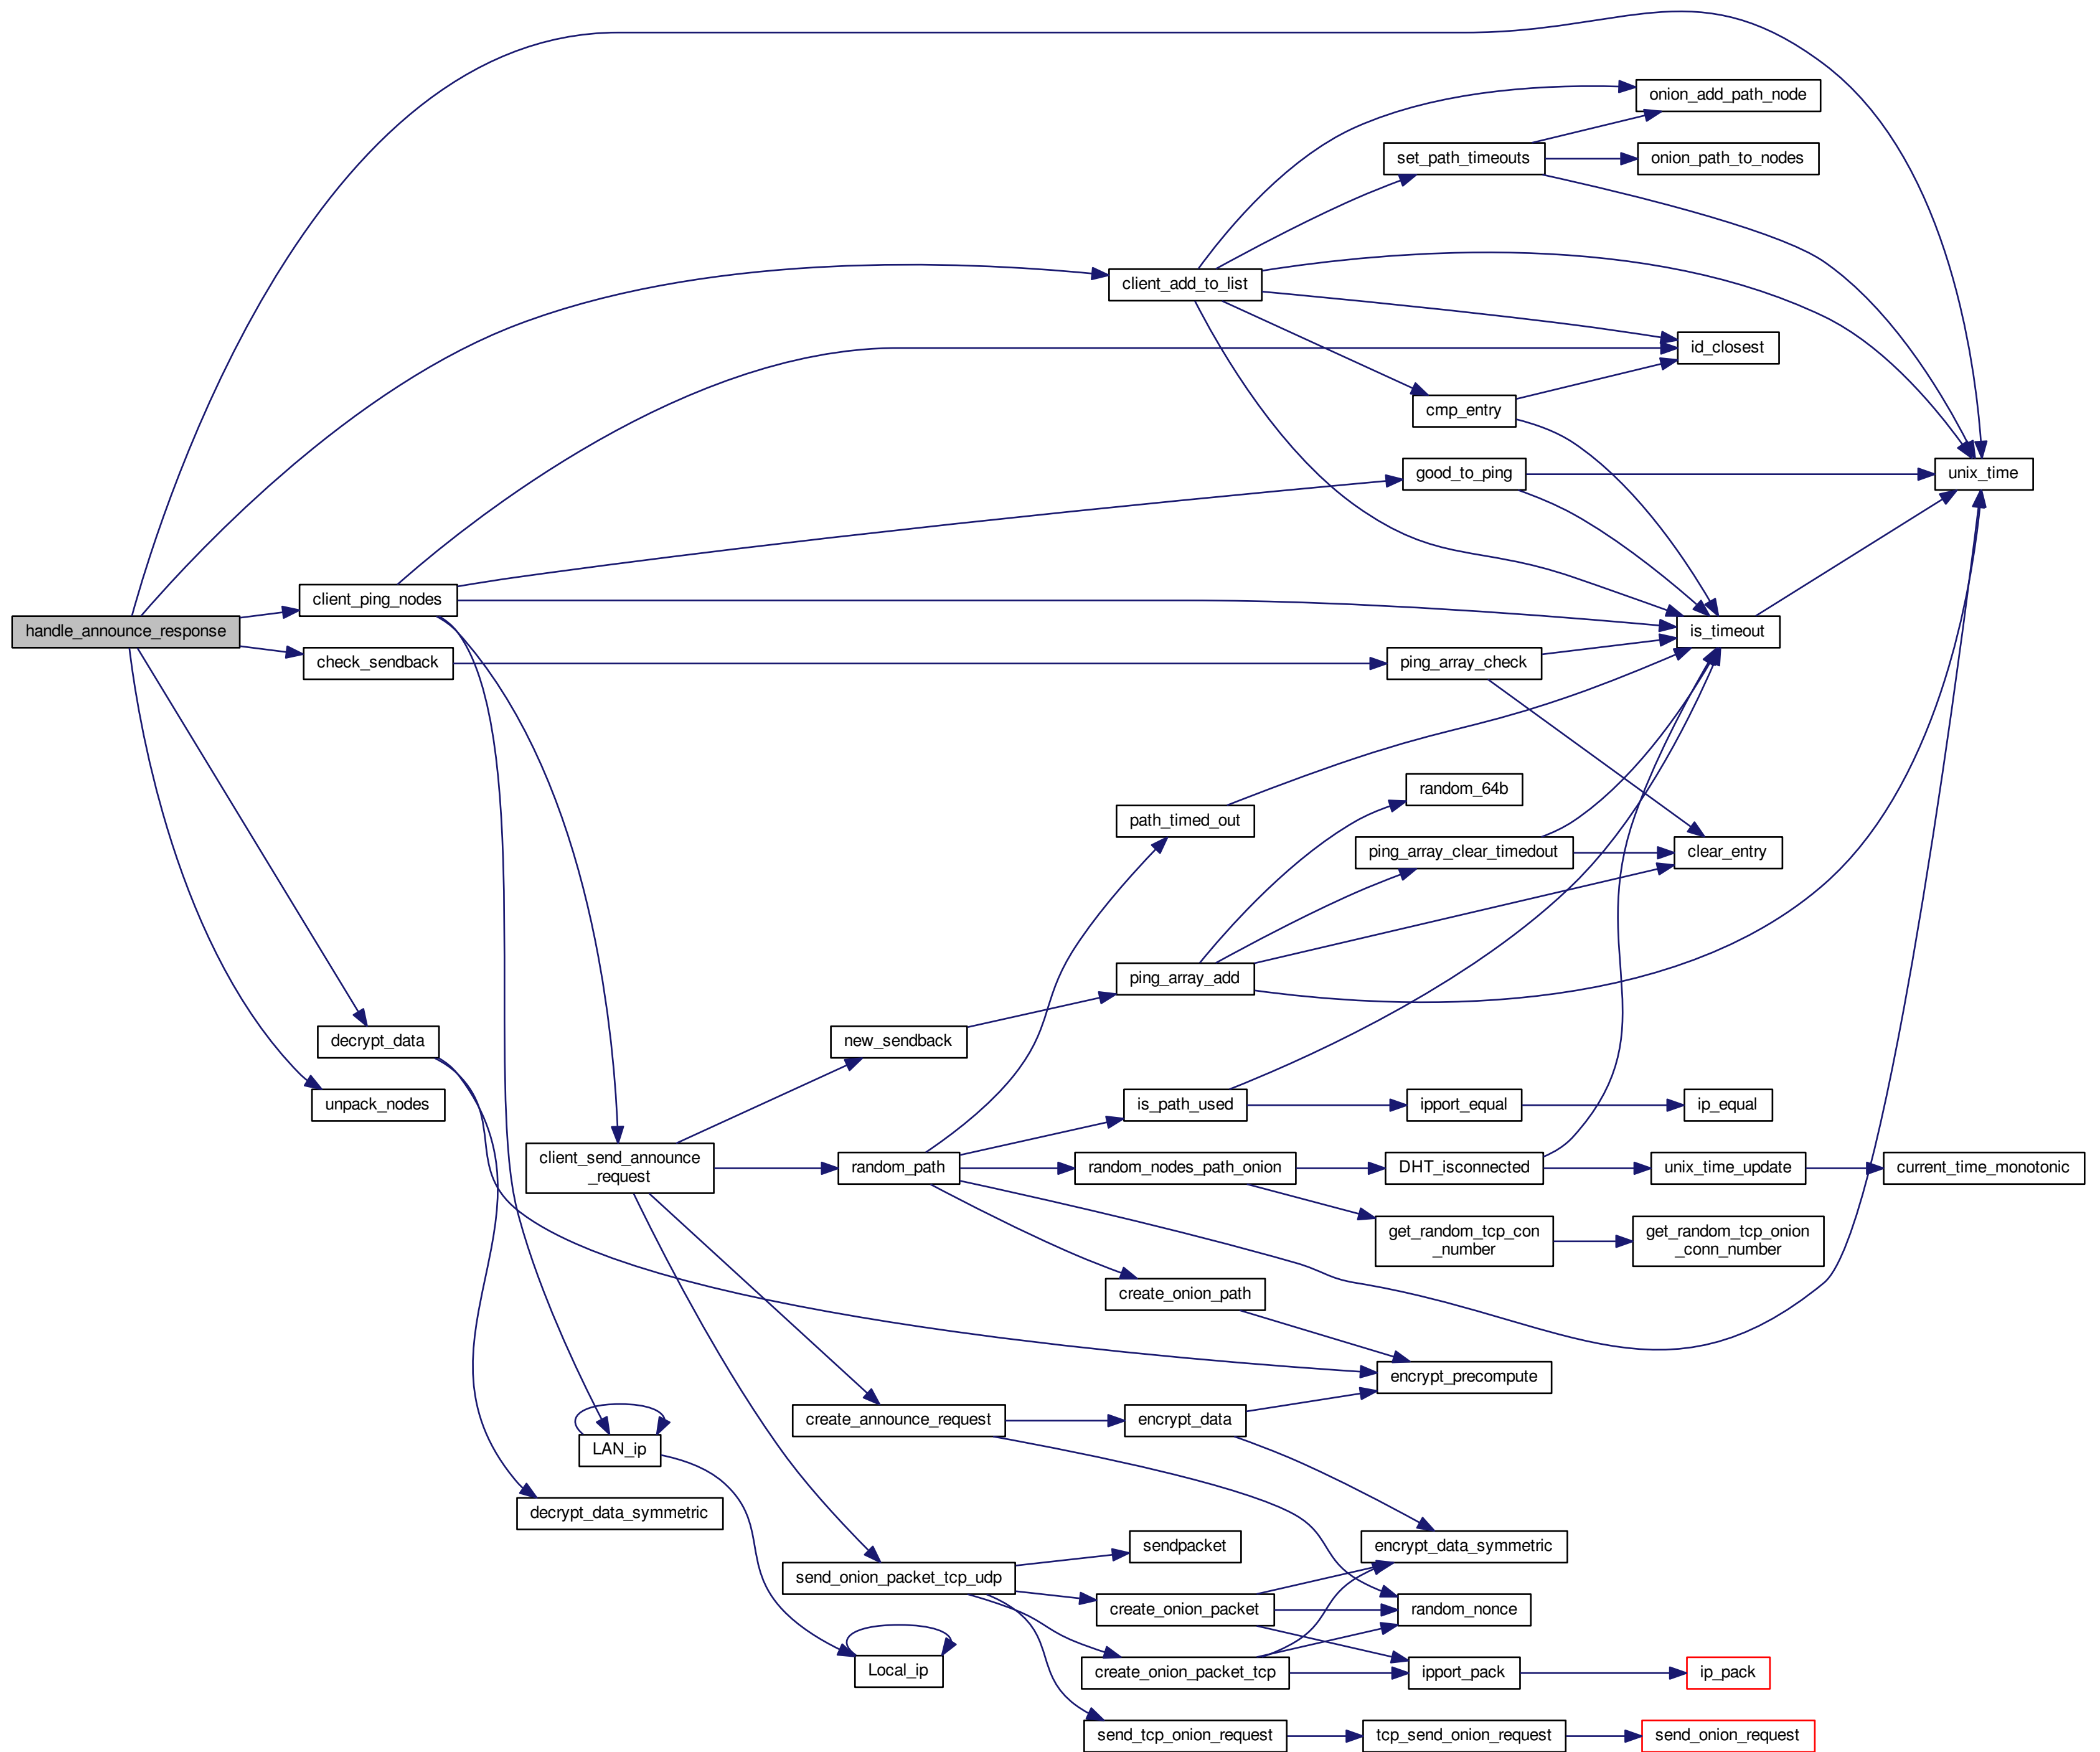 onion_add_path_node
set_path_timeouts
onion_path_to_nodes
client_add_to_list
id_closest
cmp_entry
good_to_ping
unix_time
client_ping_nodes
handle_announce_response
is_timeout
check_sendback
ping_array_check
random_64b
path_timed_out
ping_array_clear_timedout
clear_entry
ping_array_add
decrypt_data
new_sendback
unpack_nodes
is_path_used
ipport_equal
ip_equal
client_send_announce
_request
random_path
random_nodes_path_onion
DHT_isconnected
unix_time_update
current_time_monotonic
get_random_tcp_con
_number
get_random_tcp_onion
_conn_number
create_onion_path
encrypt_precompute
create_announce_request
encrypt_data
LAN_ip
decrypt_data_symmetric
sendpacket
encrypt_data_symmetric
send_onion_packet_tcp_udp
create_onion_packet
random_nonce
Local_ip
create_onion_packet_tcp
ipport_pack
ip_pack
send_tcp_onion_request
tcp_send_onion_request
send_onion_request